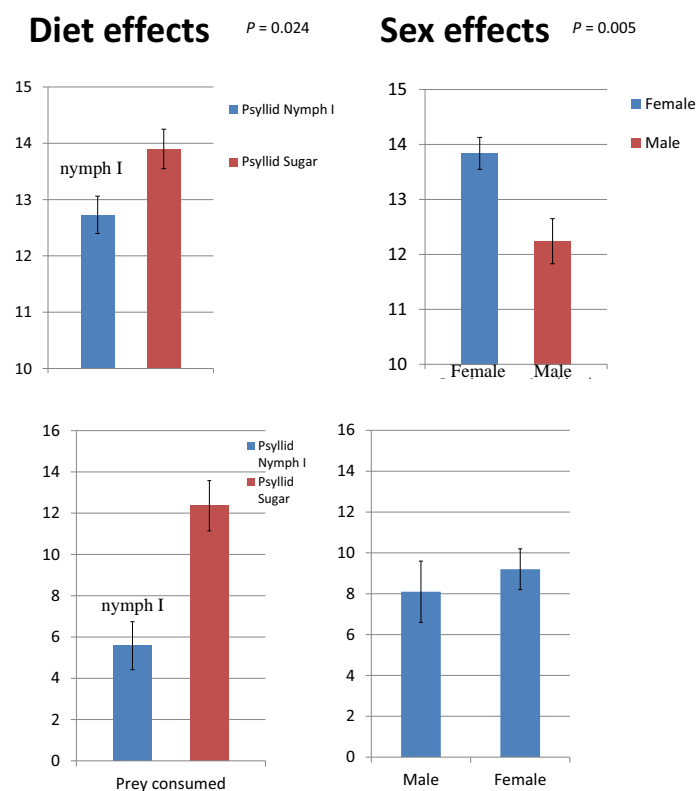 Diet effects
P = 0.024
Sex effects
P = 0.005
15
14
13
12
11
10
nymph I
Psyllid Nymph I
Psyllid Sugar
15
14
13
12
11
10
Female
Male
Female
Male
16
14
12
10
8
6
4
2
0
nymph I
Psyllid
Nymph I
Psyllid
Sugar
Prey consumed
16
14
12
10
8
6
4
2
0
Male
Female